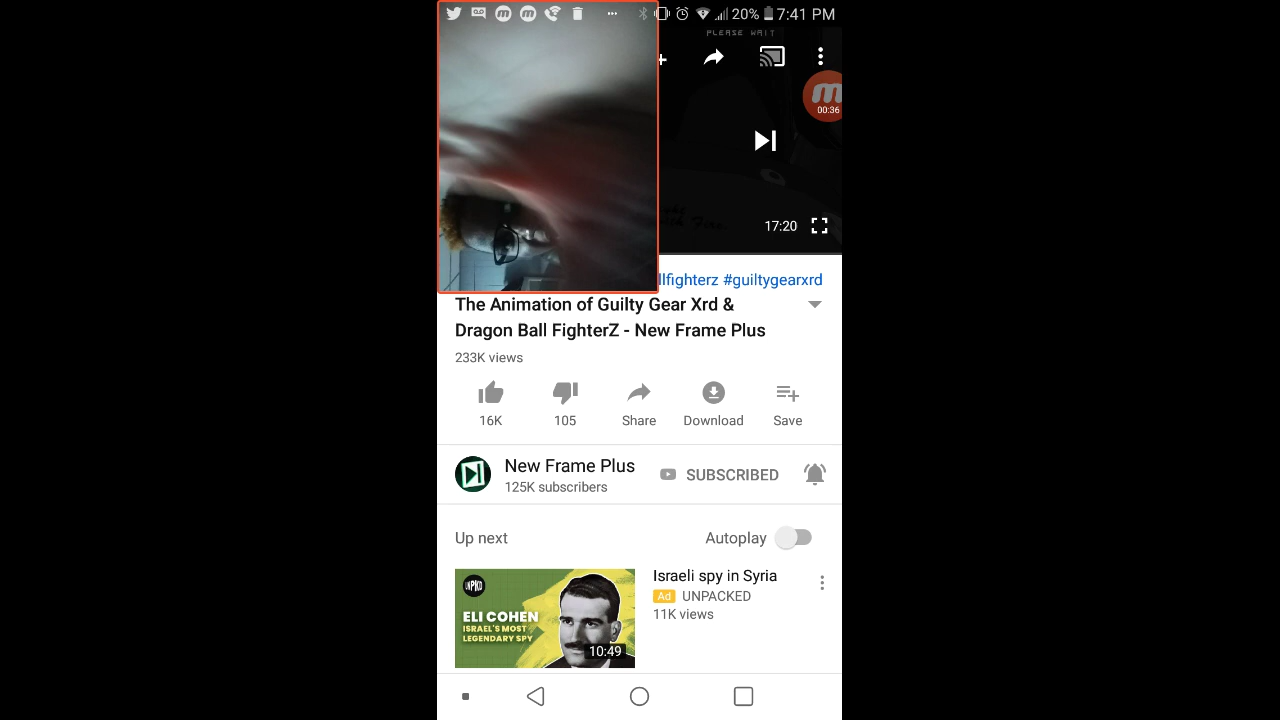 20% 7:41 PM
PLEASE WAIT
00:36
17:20
llfighterz #guiltygearxrd
The Animation of Guilty Gear Xrd &
Dragon Ball FighterZ - New Frame Plus
233K views
16K 105 Share Download Save
New Frame Plus
125K subscribers
SUBSCRIBED
Up next Autoplay
UNPKD
ELI COHEN
ISRAEL'S MOST
LEGENDARY SPY
10:49
Israeli spy in Syria
Ad UNPACKED
11K views